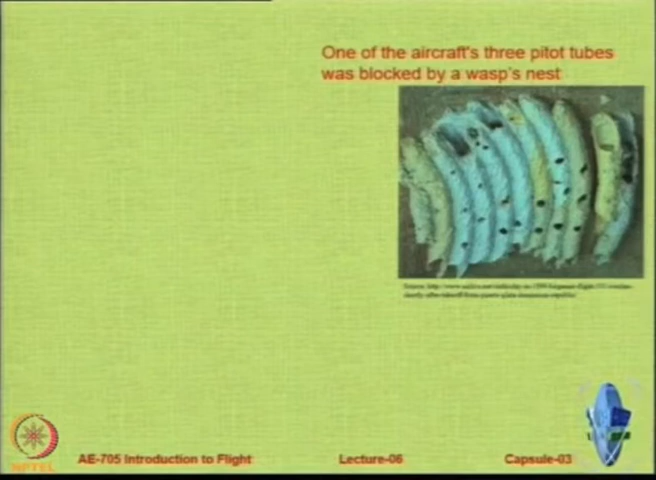 One of the aircraft's three pitot tubes
was blocked by a wasp's nest
NPTEL
AE-705 Introduction to Flight
Lecture-06
Capsule-03